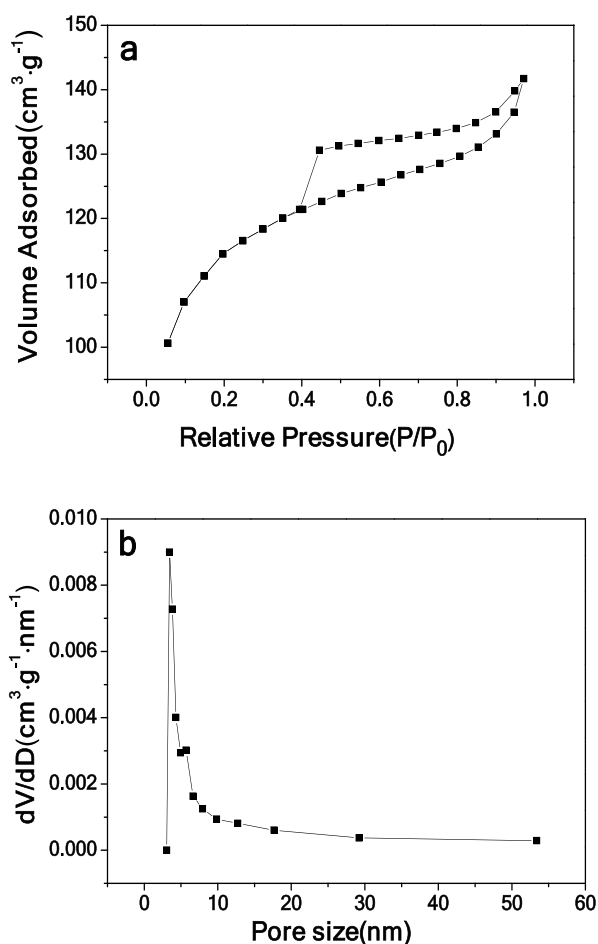 a
150
140
130
120
110
100
Volume Adsorbed(cm³·g⁻¹)
0.0 0.2 0.4 0.6 0.8 1.0
Relative Pressure(P/P₀)
b
0.010
0.008
0.006
0.004
0.002
0.000
dV/dD(cm³·g⁻¹·nm⁻¹)
0 10 20 30 40 50 60
Pore size(nm)